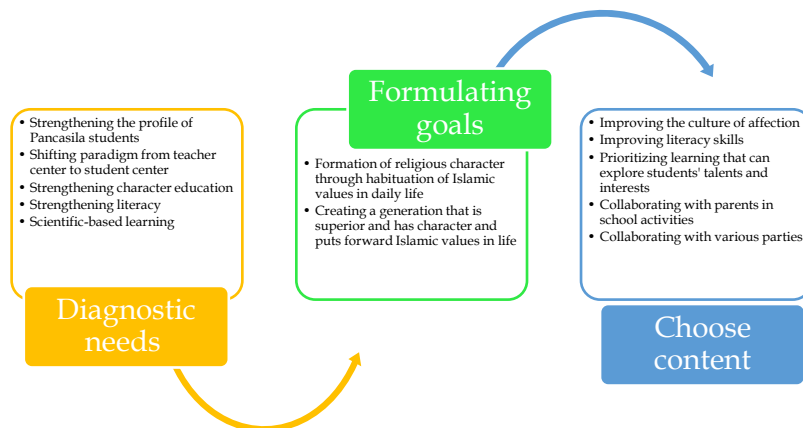 • Strengthening the profile of
Pancasila students
• Shifting paradigm from teacher
center to student center
• Strengthening character education
• Strengthening literacy
• Scientific-based learning
Diagnostic
needs
Formulating
goals
• Formation of religious character
through habituation of Islamic
values in daily life
• Creating a generation that is
superior and has character and
puts forward Islamic values in life
• Improving the culture of affection
• Improving literacy skills
• Prioritizing learning that can
explore students' talents and
interests
• Collaborating with parents in
school activities
• Collaborating with various parties
Choose
content